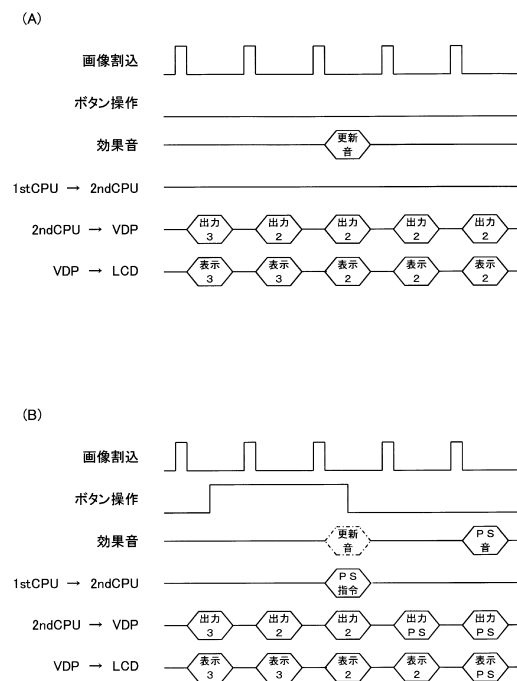 (A)
画像割込
ボタン操作
効果音
更新
音
1stCPU → 2ndCPU
2ndCPU → VDP
出力
3
出力
2
出力
2
出力
2
出力
2
VDP → LCD
表示
3
表示
3
表示
2
表示
2
表示
2
(B)
画像割込
ボタン操作
効果音
更新
音
PS
音
1stCPU → 2ndCPU
PS
指令
2ndCPU → VDP
出力
3
出力
2
出力
2
出力
PS
出力
PS
VDP → LCD
表示
3
表示
3
表示
2
表示
2
表示
PS